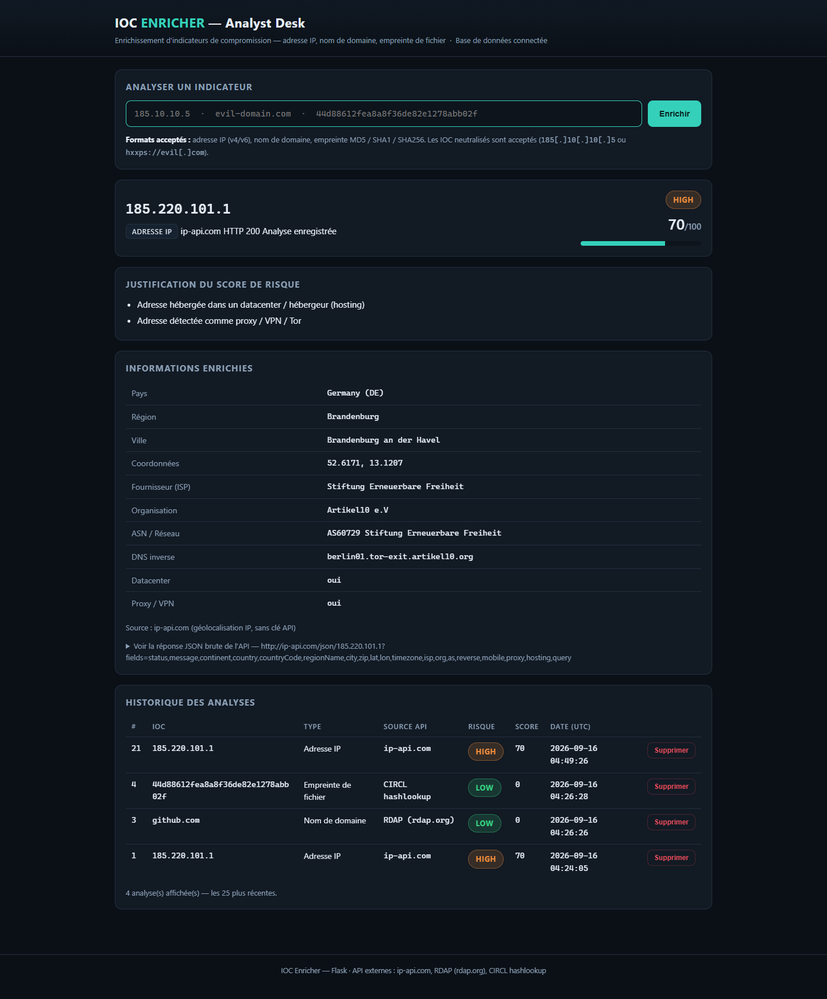 IOC ENRICHER — Analyst Desk
Enrichissement d'indicateurs de compromission — adresse IP, nom de domaine, empreinte de fichier · Base de données connectée
ANALYSER UN INDICATEUR
185.10.10.5 · evil-domain.com · 44d88612fea8a8f36de82e1278abb02f
Enrichir
Formats acceptés : adresse IP (v4/v6), nom de domaine, empreinte MD5 / SHA1 / SHA256. Les IOC neutralisés sont acceptés (185[.]10[.]10[.]5 ou
hxxps://evil[.]com).
HIGH
185.220.101.1
70/100
ADRESSE IP ip-api.com HTTP 200 Analyse enregistrée
JUSTIFICATION DU SCORE DE RISQUE
• Adresse hébergée dans un datacenter / hébergeur (hosting)
• Adresse détectée comme proxy / VPN / Tor
INFORMATIONS ENRICHIES
Pays Germany (DE)
Région Brandenburg
Ville Brandenburg an der Havel
Coordonnées 52.6171, 13.1207
Fournisseur (ISP) Stiftung Erneuerbare Freiheit
Organisation Artikel10 e.V
ASN / Réseau AS60729 Stiftung Erneuerbare Freiheit
DNS inverse berlin01.tor-exit.artikel10.org
Datacenter oui
Proxy / VPN oui
Source : ip-api.com (géolocalisation IP, sans clé API)
▶ Voir la réponse JSON brute de l'API — http://ip-api.com/json/185.220.101.1?
fields=status,message,continent,country,countryCode,regionName,city,zip,lat,lon,timezone,isp,org,as,reverse,mobile,proxy,hosting,query
HISTORIQUE DES ANALYSES
# IOC TYPE SOURCE API RISQUE SCORE DATE (UTC)
21 185.220.101.1 Adresse IP ip-api.com HIGH 70 2026-09-16 Supprimer
04:49:26
4 44d88612fea8a8f36de82e1278abb Empreinte de CIRCL LOW 0 2026-09-16 Supprimer
02f fichier hashlookup 04:26:28
3 github.com Nom de domaine RDAP (rdap.org) LOW 0 2026-09-16 Supprimer
04:26:26
1 185.220.101.1 Adresse IP ip-api.com HIGH 70 2026-09-16 Supprimer
04:24:05
4 analyse(s) affichée(s) — les 25 plus récentes.
IOC Enricher — Flask · API externes : ip-api.com, RDAP (rdap.org), CIRCL hashlookup